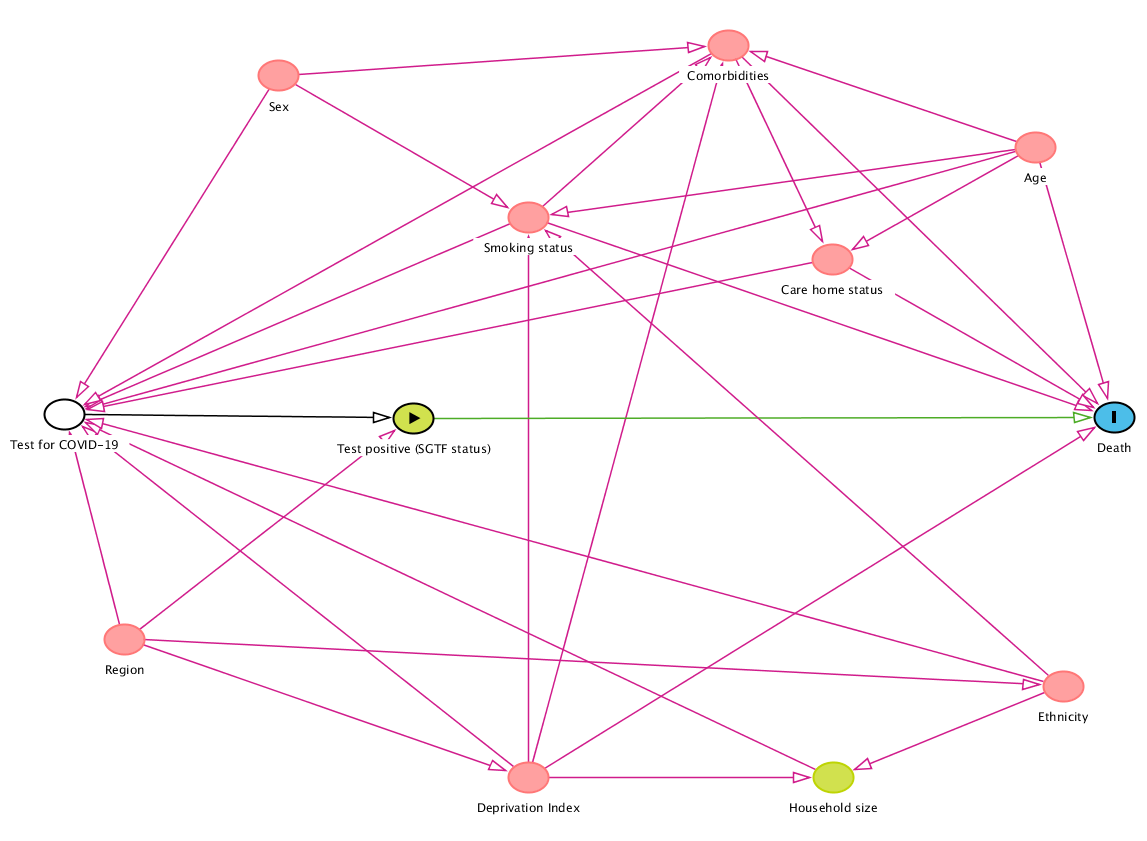 Comorbidities
Sex
Age
Smoking status
Care home status
Test for COVID-19
Test positive (SGTF status)
Death
Region
Ethnicity
Deprivation Index
Household size